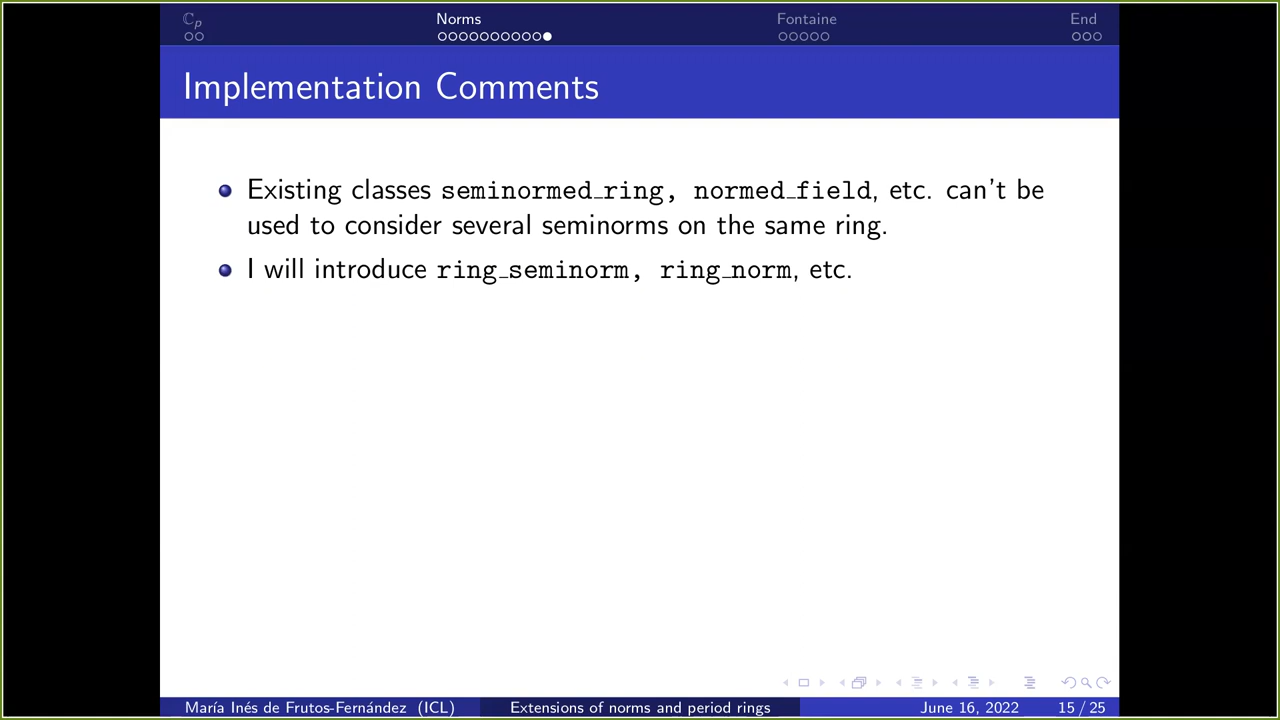 ℂₚ Norms Fontaine End
Implementation Comments
Existing classes seminormed_ring, normed_field, etc. can't be
used to consider several seminorms on the same ring.
I will introduce ring_seminorm, ring_norm, etc.
María Inés de Frutos-Fernández (ICL) Extensions of norms and period rings June 16, 2022 15 / 25